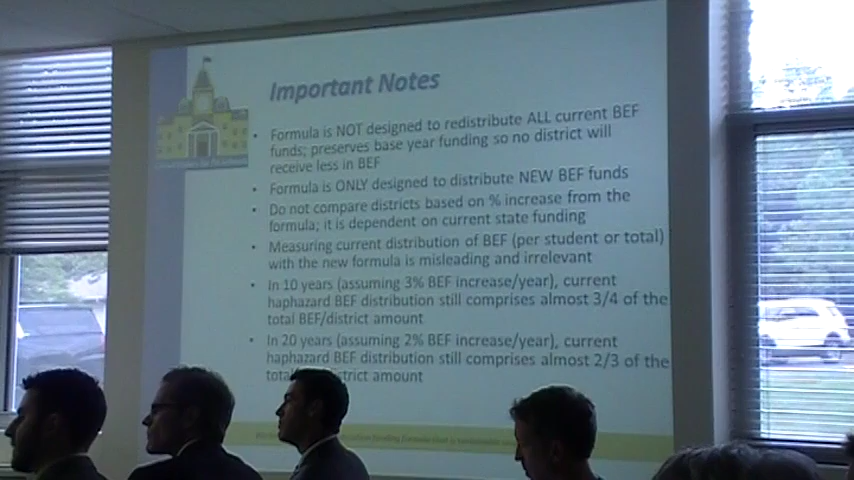 Important Notes
• Formula is NOT designed to redistribute ALL current BEF
funds; preserves base year funding so no district will
receive less in BEF
• Formula is ONLY designed to distribute NEW BEF funds
• Do not compare districts based on % increase from the
formula; it is dependent on current state funding
• Measuring current distribution of BEF (per student or total)
with the new formula is misleading and irrelevant
• In 10 years (assuming 3% BEF increase/year), current
haphazard BEF distribution still comprises almost 3/4 of the
total BEF/district amount
• In 20 years (assuming 2% BEF increase/year), current
haphazard BEF distribution still comprises almost 2/3 of the
total amount
funding formula that is